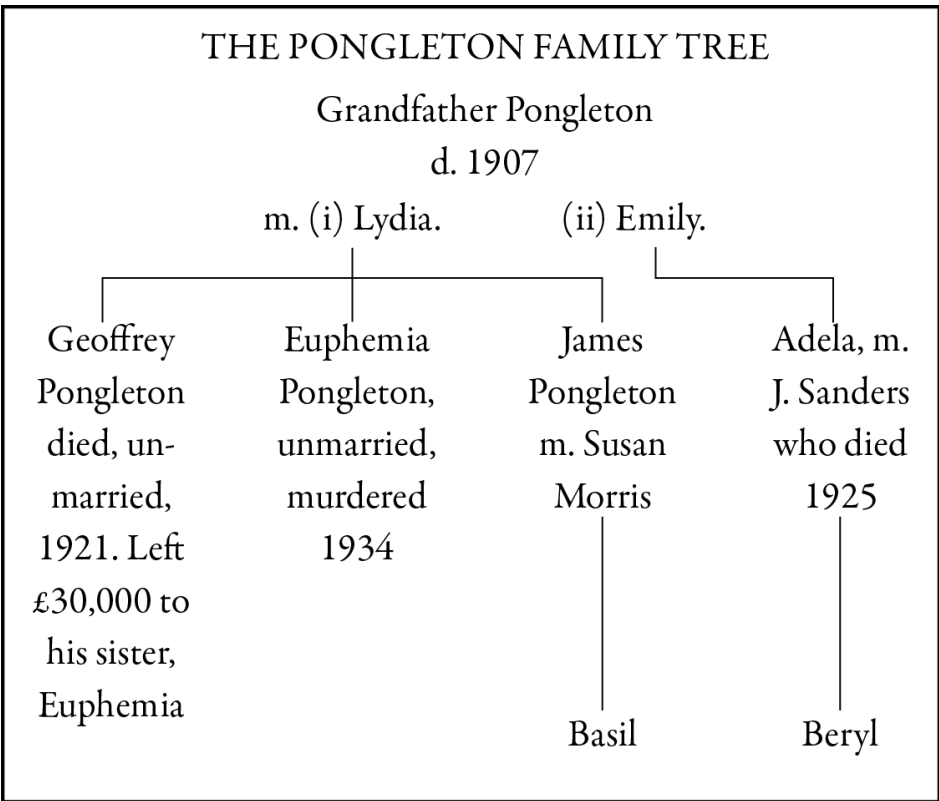 THE PONGLETON FAMILY TREE
Grandfather Pongleton
d. 1907
m. (i) Lydia. (ii) Emily.
Geoffrey
Pongleton
died, un-
married,
1921. Left
£30,000 to
his sister,
Euphemia
Euphemia
Pongleton,
unmarried,
murdered
1934
James
Pongleton
m. Susan
Morris
Basil
Adela, m.
J. Sanders
who died
1925
Beryl